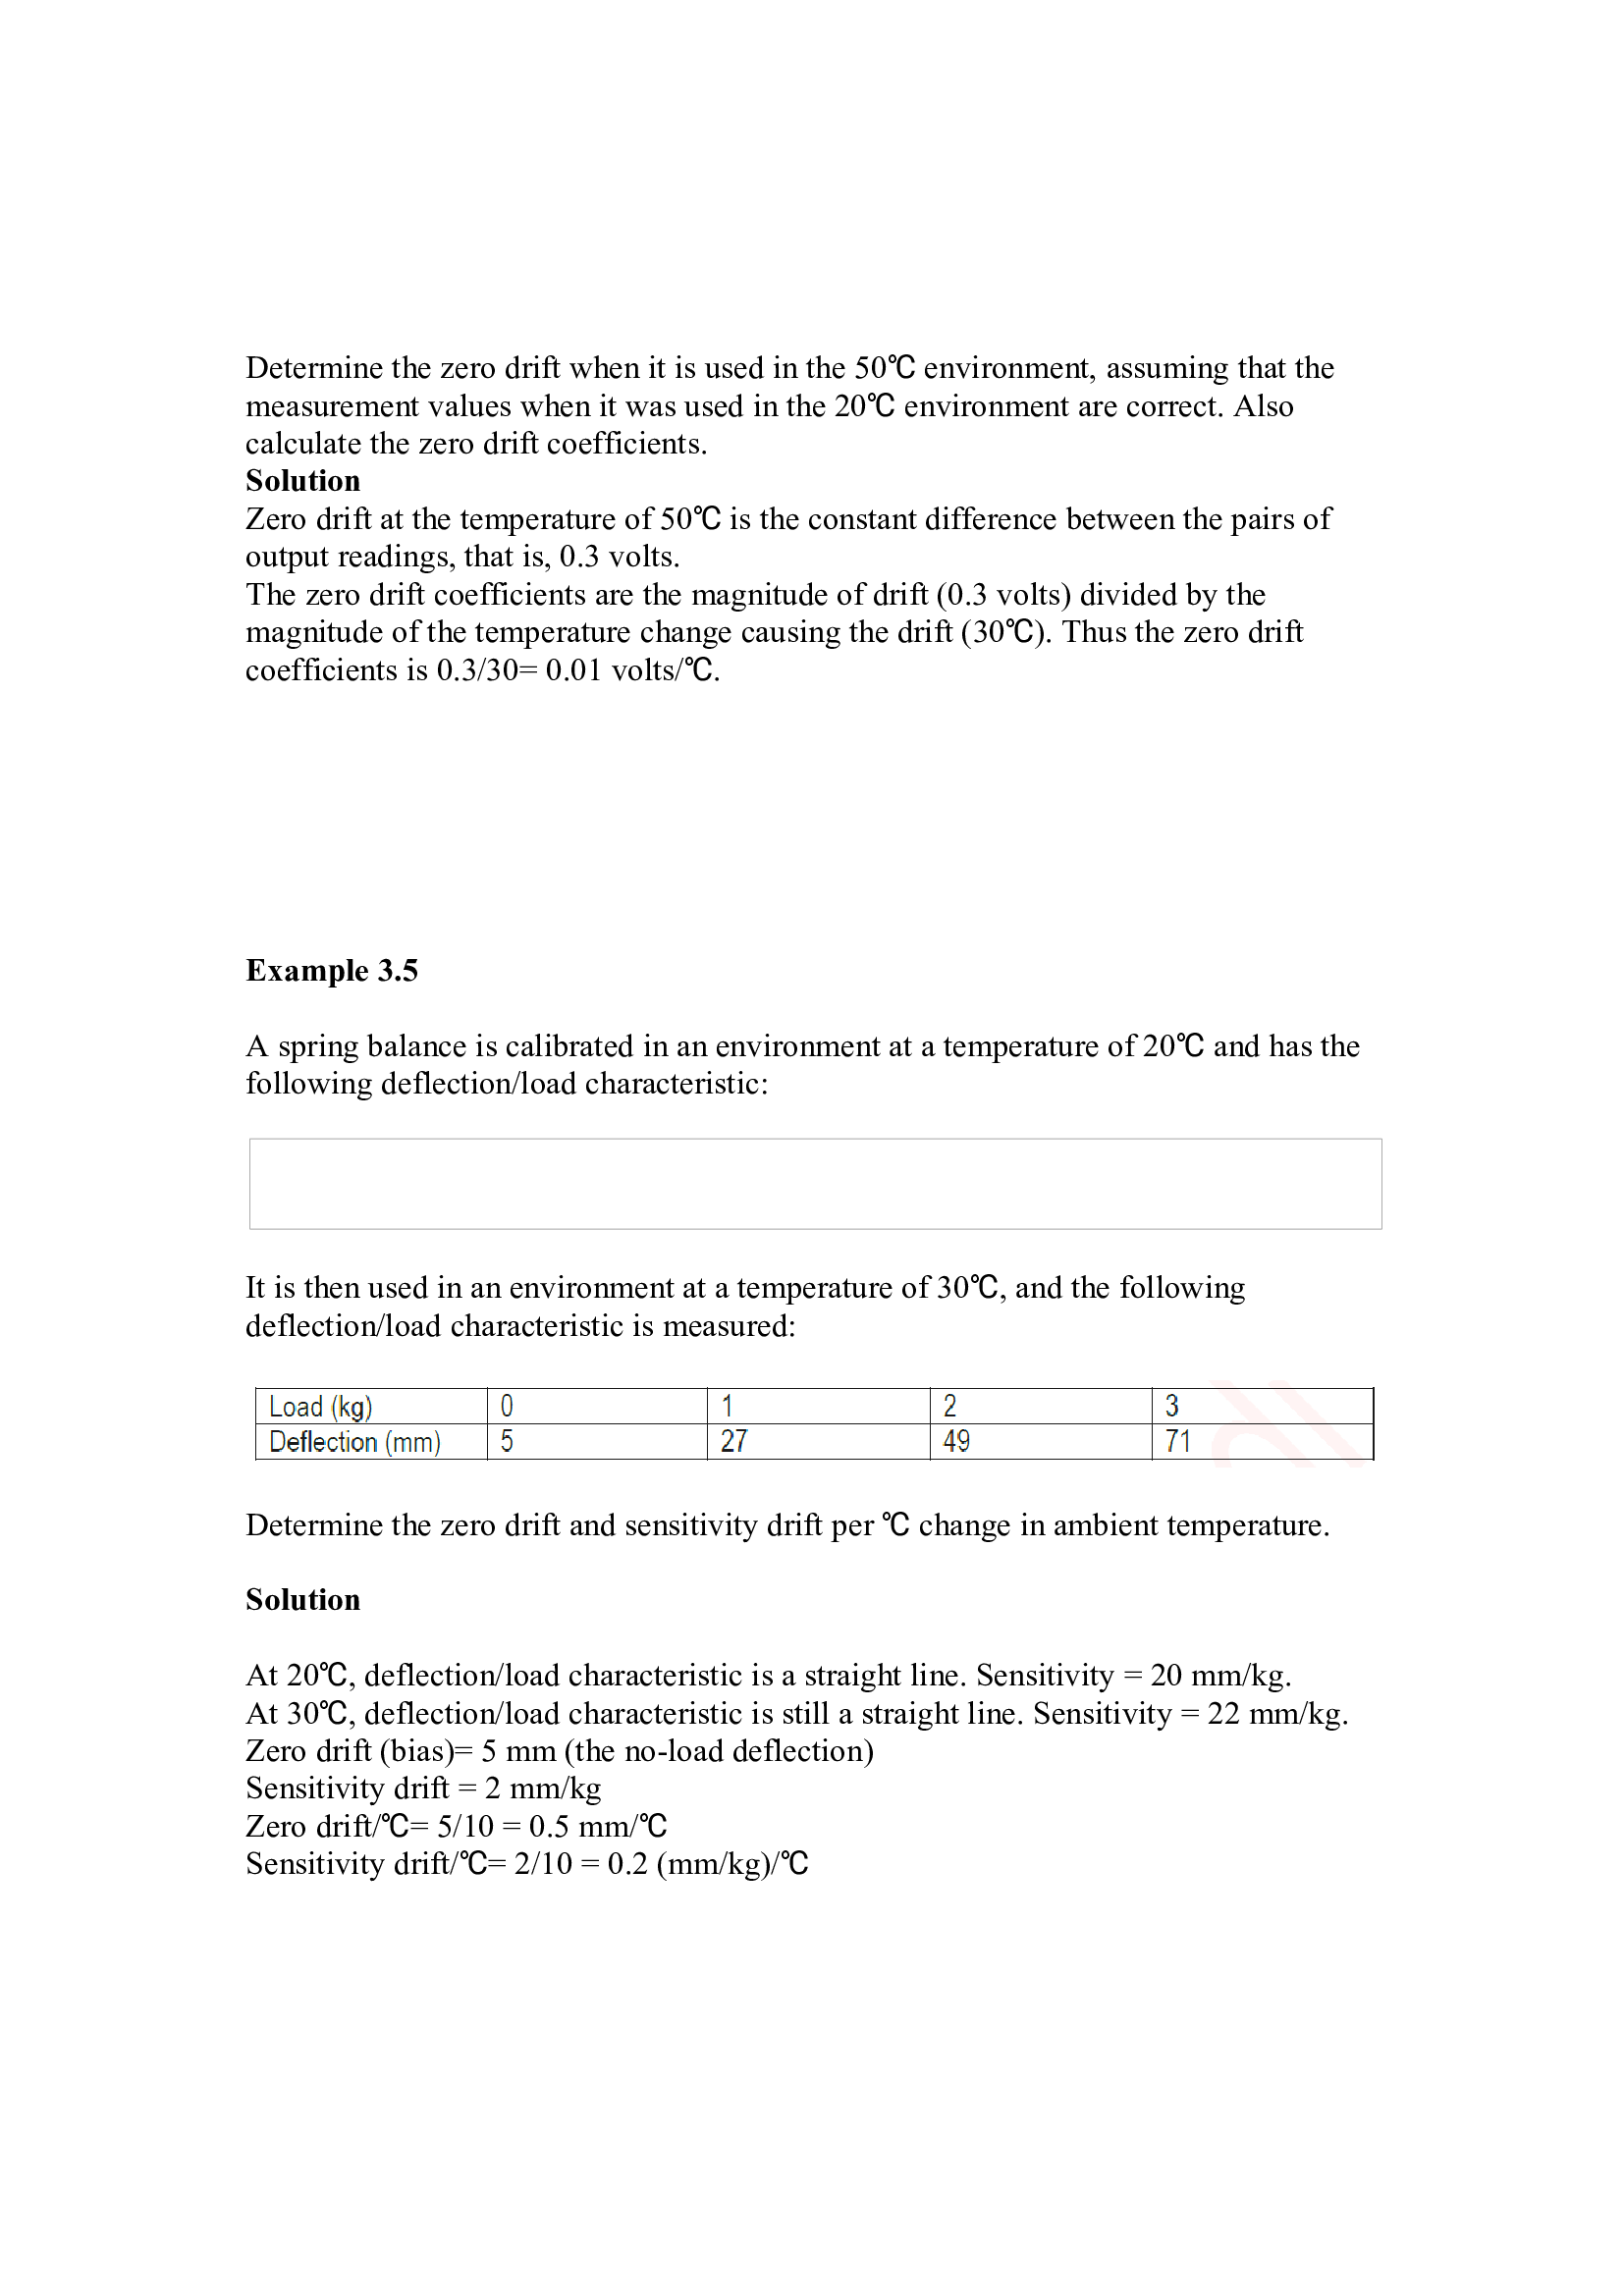 Determine the zero drift when it is used in the 50℃ environment, assuming that the
measurement values when it was used in the 20℃ environment are correct. Also
calculate the zero drift coefficients.
Solution
Zero drift at the temperature of 50℃ is the constant difference between the pairs of
output readings, that is, 0.3 volts.
The zero drift coefficients are the magnitude of drift (0.3 volts) divided by the
magnitude of the temperature change causing the drift (30℃). Thus the zero drift
coefficients is 0.3/30= 0.01 volts/℃.
Example 3.5
A spring balance is calibrated in an environment at a temperature of 20℃ and has the
following deflection/load characteristic:
It is then used in an environment at a temperature of 30℃, and the following
deflection/load characteristic is measured:
Load (kg) 0 1 2 3
Deflection (mm) 5 27 49 71
Determine the zero drift and sensitivity drift per ℃ change in ambient temperature.
Solution
At 20℃, deflection/load characteristic is a straight line. Sensitivity = 20 mm/kg.
At 30℃, deflection/load characteristic is still a straight line. Sensitivity = 22 mm/kg.
Zero drift (bias)= 5 mm (the no-load deflection)
Sensitivity drift = 2 mm/kg
Zero drift/℃= 5/10 = 0.5 mm/℃
Sensitivity drift/℃= 2/10 = 0.2 (mm/kg)/℃